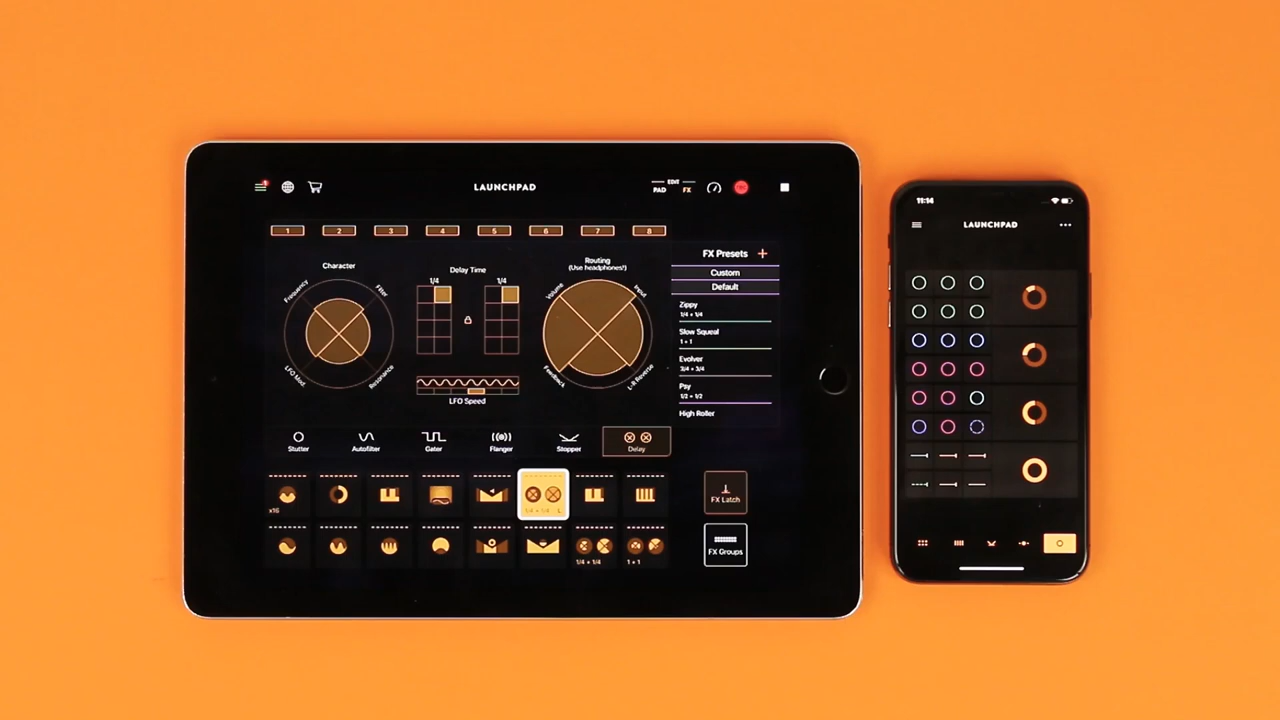 LAUNCHPAD
EDIT
PAD FX
1 2 3 4 5 6 7 8
Character
Frequency
Filter
LFO Mod
Resonance
Delay Time
1/4 1/4
LFO Speed
Routing
(Use headphones!)
Volume
Input
Feedback
L-R Reverse
FX Presets +
Custom
Default
Zippy
1/4 + 1/4
Slow Squeal
1 + 1
Evolver
3/4 + 3/4
Psy
1/2 + 1/2
High Roller
Stutter Autofilter Gater Flanger Stopper Delay
x16
1/4 + 1/4 L
FX Latch
1/4 + 1/4
1 + 1
FX Groups
11:14
LAUNCHPAD